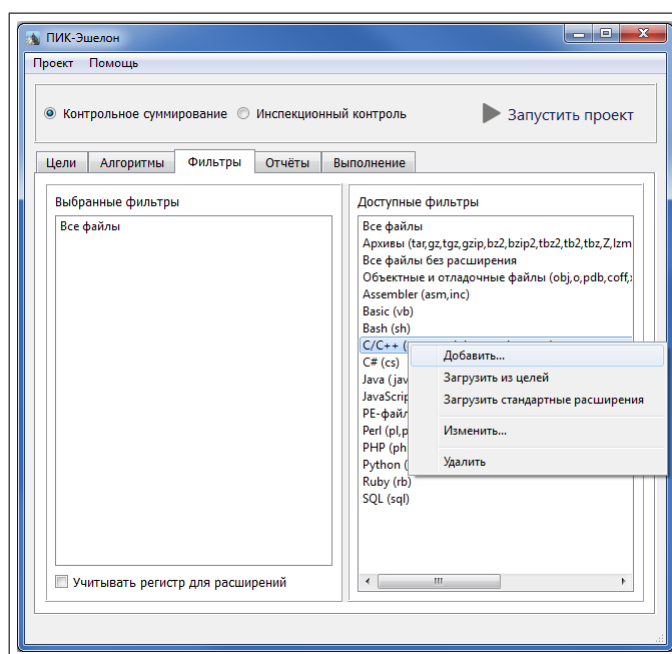 ПИК-Эшелон
Проект Помощь
Контрольное суммирование Инспекционный контроль Запустить проект
Цели Алгоритмы Фильтры Отчёты Выполнение
Выбранные фильтры
Все файлы
Учитывать регистр для расширений
Доступные фильтры
Все файлы
Архивы (tar,gz,tgz,gzip,bz2,bzip2,tbz2,tb2,tbz,Z,lzm
Все файлы без расширения
Объектные и отладочные файлы (obj,o,pdb,coff,
Assembler (asm,inc)
Basic (vb)
Bash (sh)
C/C++ (
C# (cs)
Java (jav
JavaScrip
PE-файл
Perl (pl,p
PHP (ph
Python (
Ruby (rb)
SQL (sql)
Добавить...
Загрузить из целей
Загрузить стандартные расширения
Изменить...
Удалить